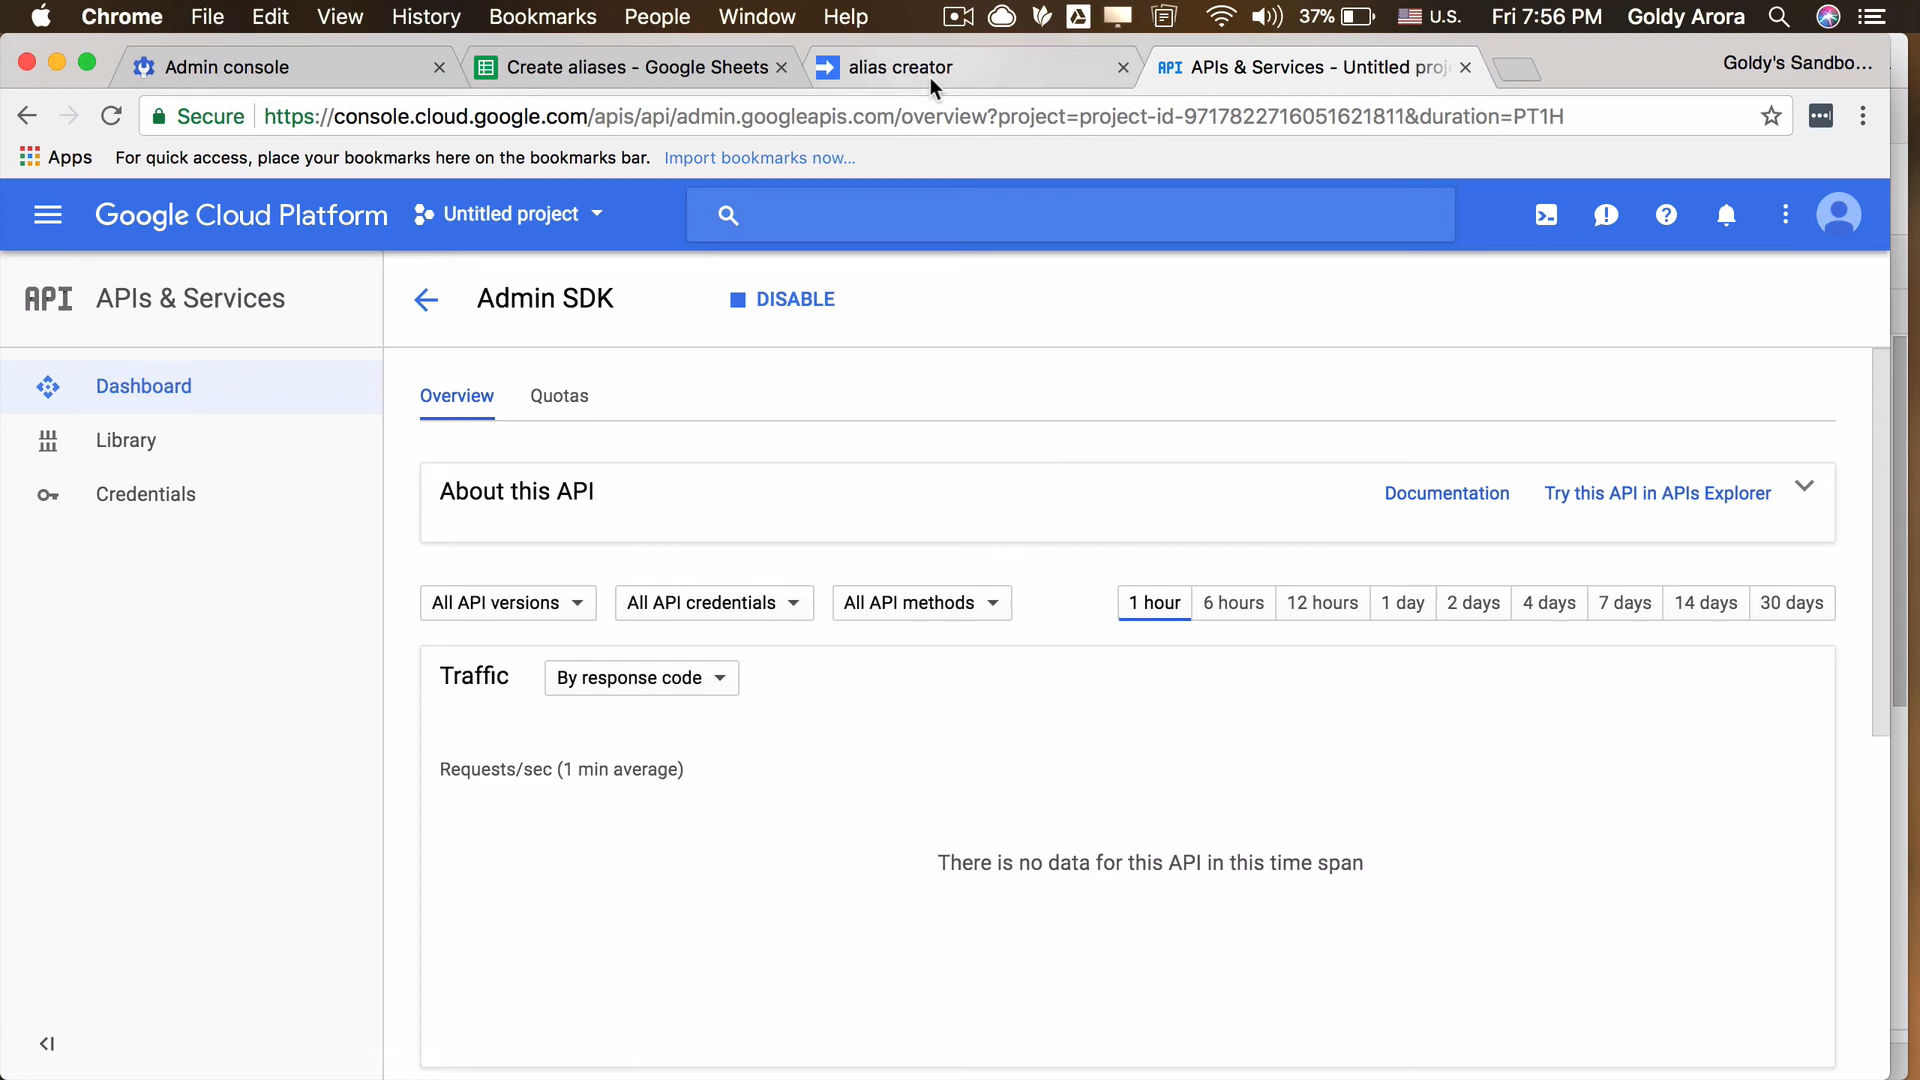 Chrome File Edit View History Bookmarks People Window Help 37% U.S. Fri 7:56 PM Goldy Arora
Admin console
Create aliases - Google Sheets
alias creator
API APIs & Services - Untitled proj
Goldy's Sandbo...
Secure https://console.cloud.google.com/apis/api/admin.googleapis.com/overview?project=project-id-9717822716051621811&duration=PT1H
Apps For quick access, place your bookmarks here on the bookmarks bar. Import bookmarks now...
Google Cloud Platform Untitled project
API APIs & Services
Admin SDK DISABLE
Dashboard
Library
Credentials
Overview Quotas
About this API
Documentation Try this API in APIs Explorer
All API versions All API credentials All API methods
1 hour 6 hours 12 hours 1 day 2 days 4 days 7 days 14 days 30 days
Traffic By response code
Requests/sec (1 min average)
There is no data for this API in this time span